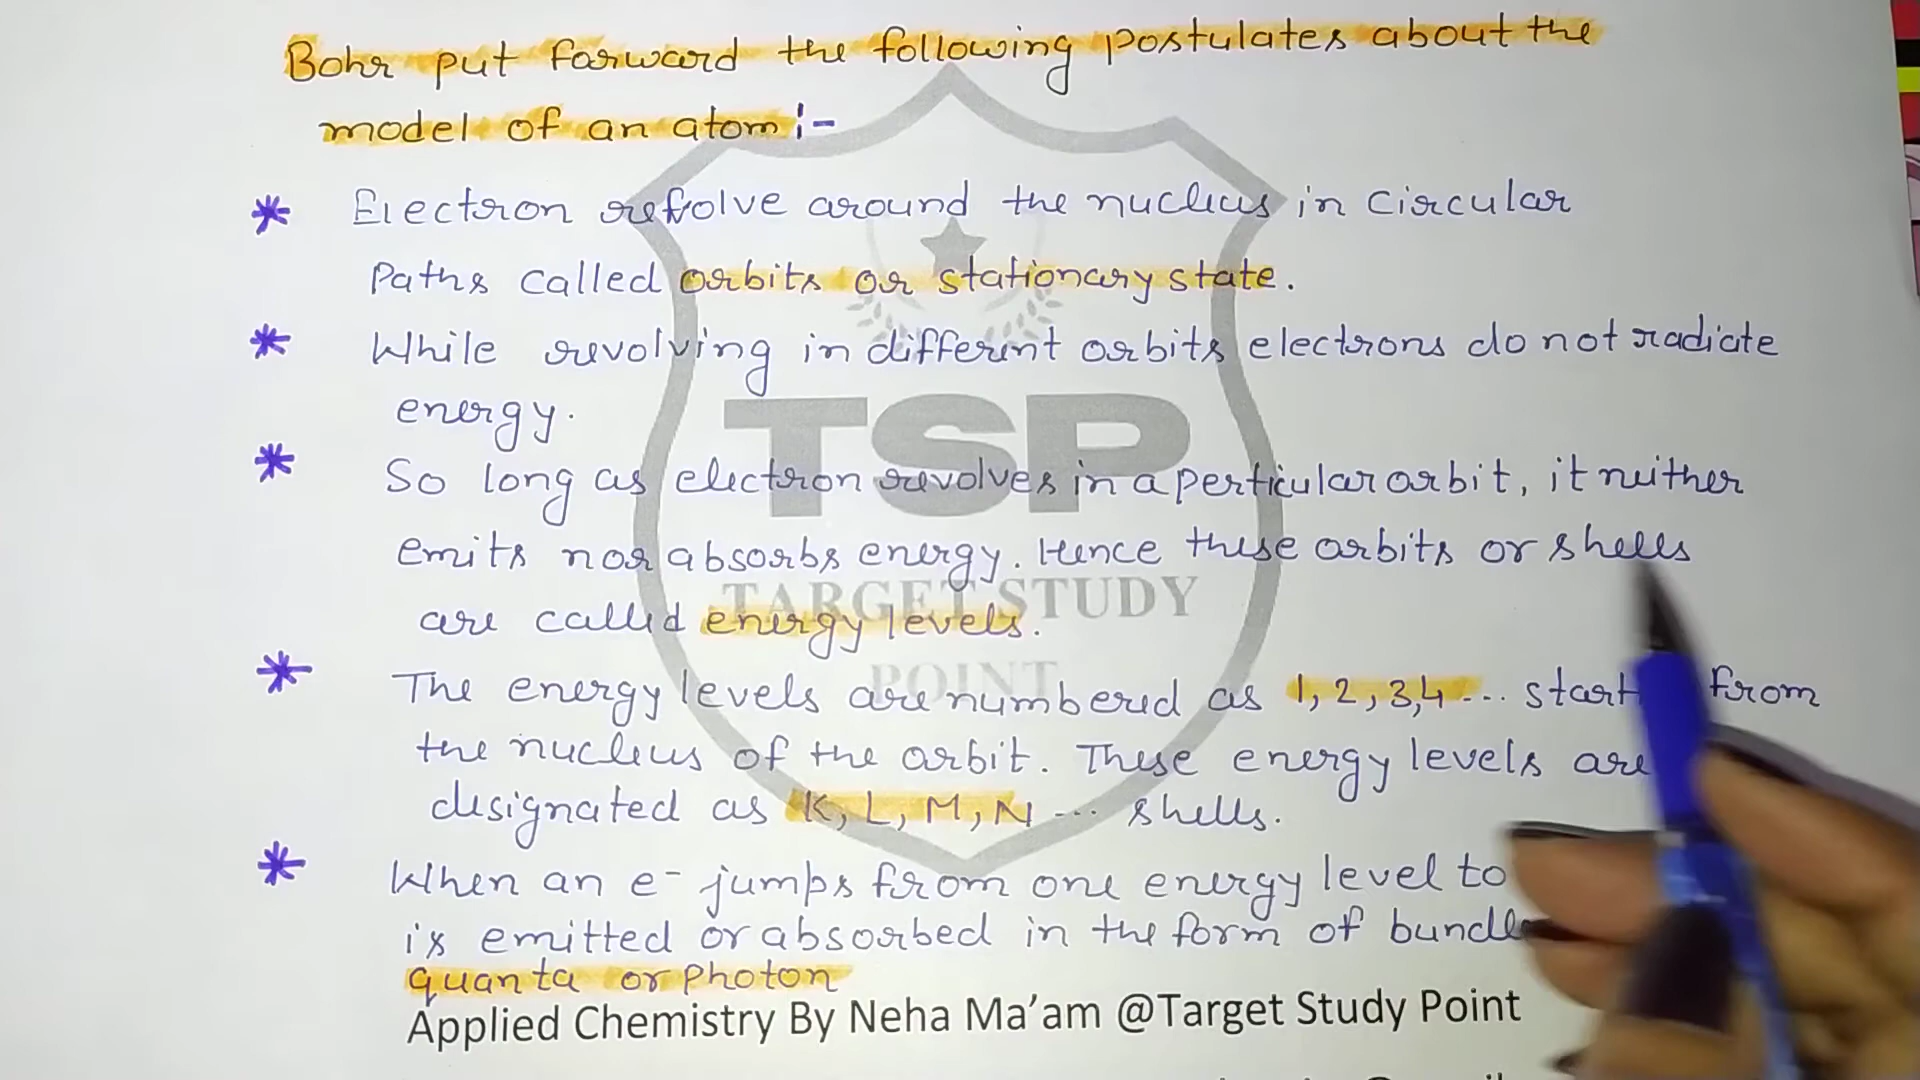 Bohr put forward the following postulates about the
model of an atom :-
* Electron revolve around the nucleus in circular
Paths called orbits or stationary state.
* While revolving in different orbits electrons do not radiate
energy.
* So long as electron revolves in a perticular orbit, it neither
emits nor absorbs energy. Hence these orbits or shells
are called energy levels.
* The energy levels are numbered as 1, 2, 3, 4 ... start from
the nucleus of the orbit. These energy levels are
designated as K, L, M, N --- shells.
* When an e- jumps from one energy level to
is emitted or absorbed in the form of
quanta or photon
TSP
TARGET STUDY
POINT
Applied Chemistry By Neha Ma'am @Target Study Point